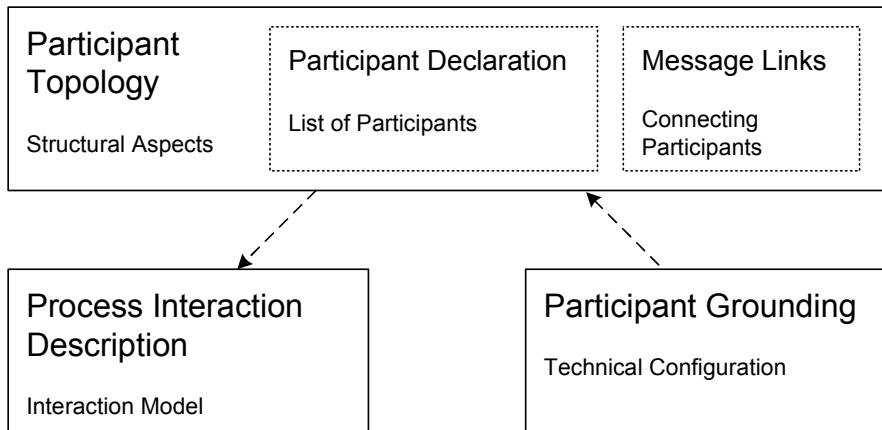 Participant
Topology
Structural Aspects
Participant Declaration
List of Participants
Message Links
Connecting
Participants
Process Interaction
Description
Interaction Model
Participant Grounding
Technical Configuration